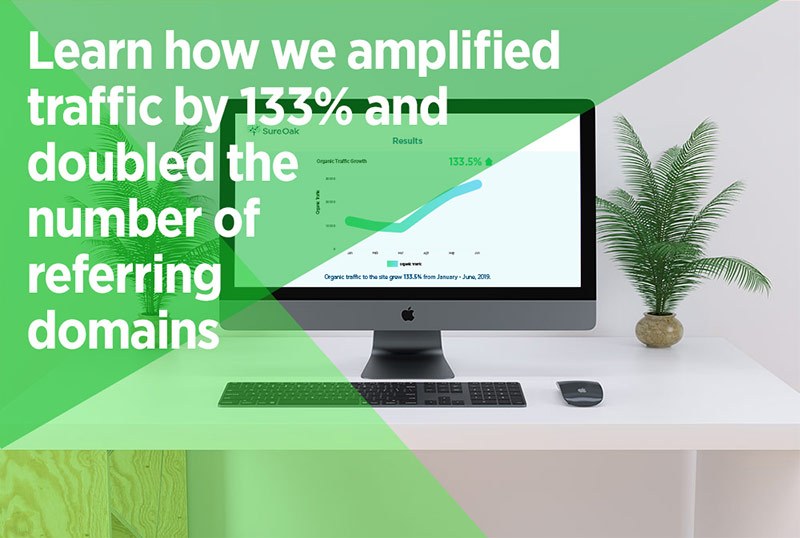 Learn how we amplified
traffic by 133% and
doubled the
number of
referring
domains
SureOak
Results
Organic Traffic Growth
133.5%
Organic Traffic
Organic traffic to the site grew 133.5% from January - June, 2019.